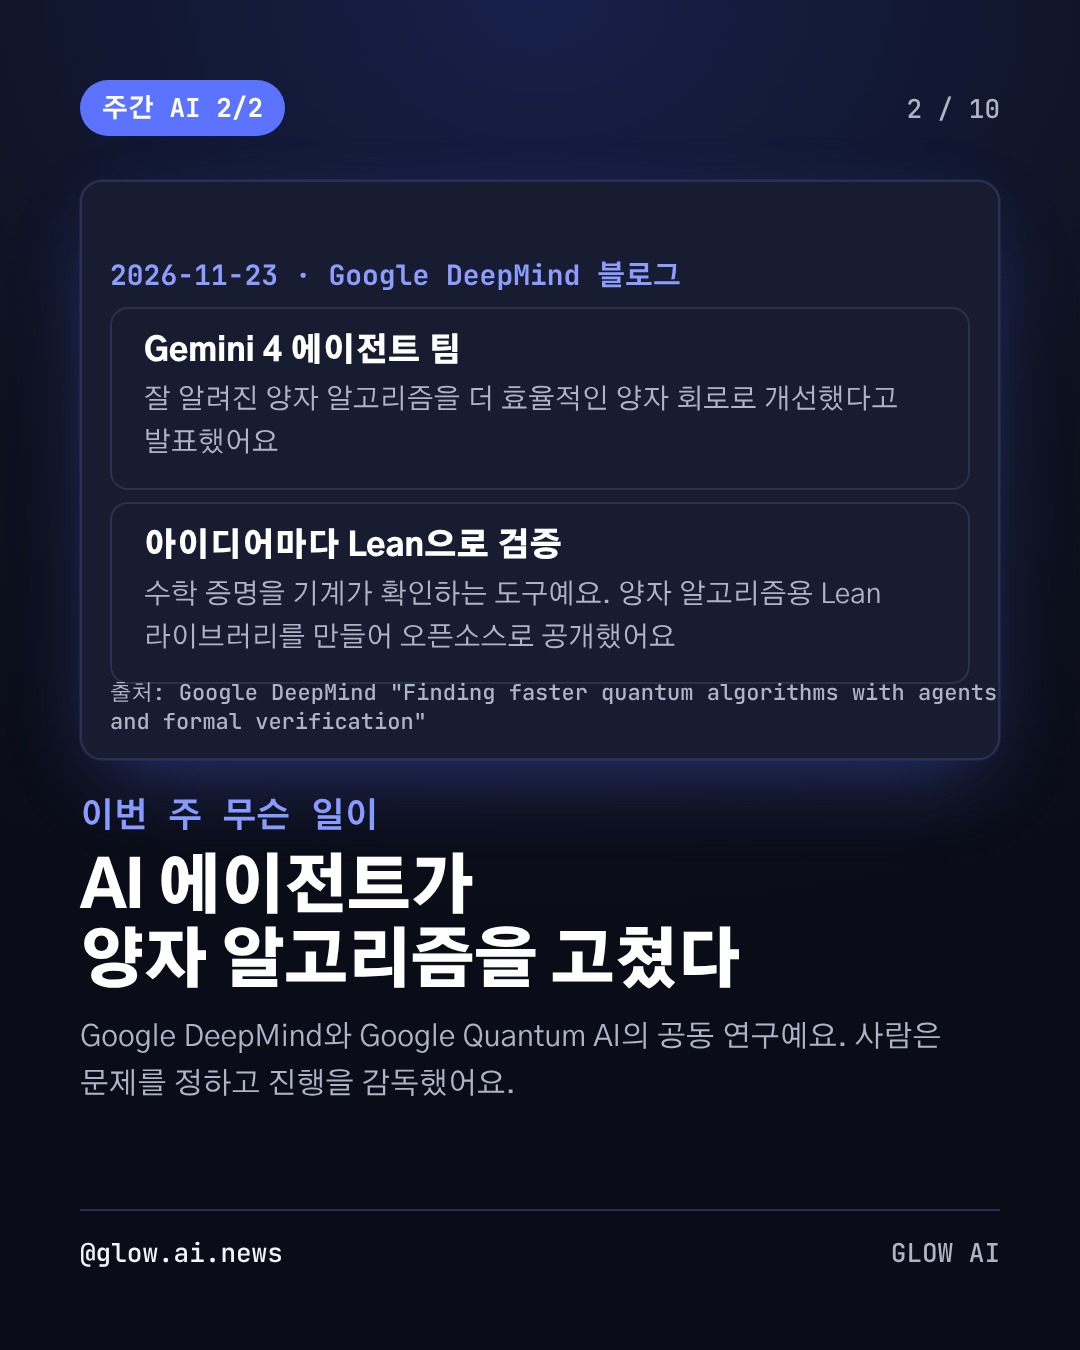 주간 AI 2/2
2 / 10
2026-11-23 · Google DeepMind 블로그
Gemini 4 에이전트 팀
잘 알려진 양자 알고리즘을 더 효율적인 양자 회로로 개선했다고
발표했어요
아이디어마다 Lean으로 검증
수학 증명을 기계가 확인하는 도구예요. 양자 알고리즘용 Lean
라이브러리를 만들어 오픈소스로 공개했어요
출처: Google DeepMind "Finding faster quantum algorithms with agents
and formal verification"
이번 주 무슨 일이
AI 에이전트가
양자 알고리즘을 고쳤다
Google DeepMind와 Google Quantum AI의 공동 연구예요. 사람은
문제를 정하고 진행을 감독했어요.
@glow.ai.news
GLOW AI